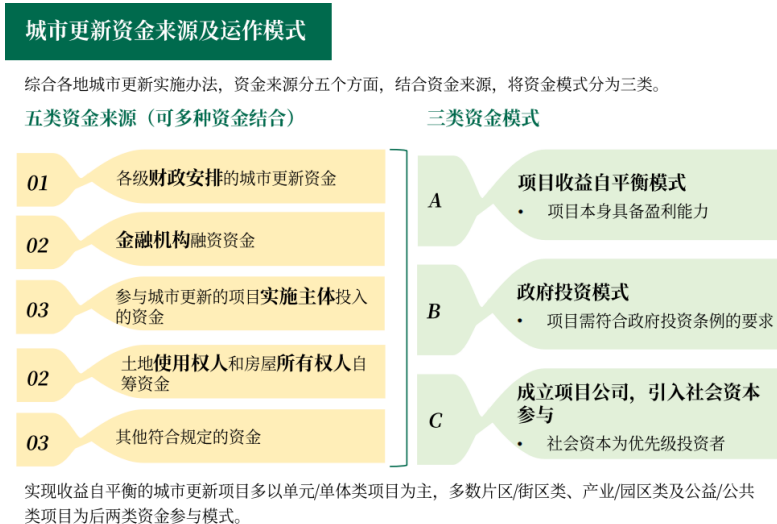 城市更新资金来源及运作模式
综合各地城市更新实施办法，资金来源分五个方面，结合资金来源，将资金模式分为三类。
五类资金来源（可多种资金结合）
01
各级财政安排的城市更新资金
02
金融机构融资资金
03
参与城市更新的项目实施主体投入
的资金
02
土地使用权人和房屋所有权人自
筹资金
03
其他符合规定的资金
三类资金模式
A
项目收益自平衡模式
• 项目本身具备盈利能力
B
政府投资模式
• 项目需符合政府投资条例的要求
C
成立项目公司，引入社会资本
参与
• 社会资本为优先级投资者
实现收益自平衡的城市更新项目多以单元/单体类项目为主，多数片区/街区类、产业/园区类及公益/公共
类项目为后两类资金参与模式。